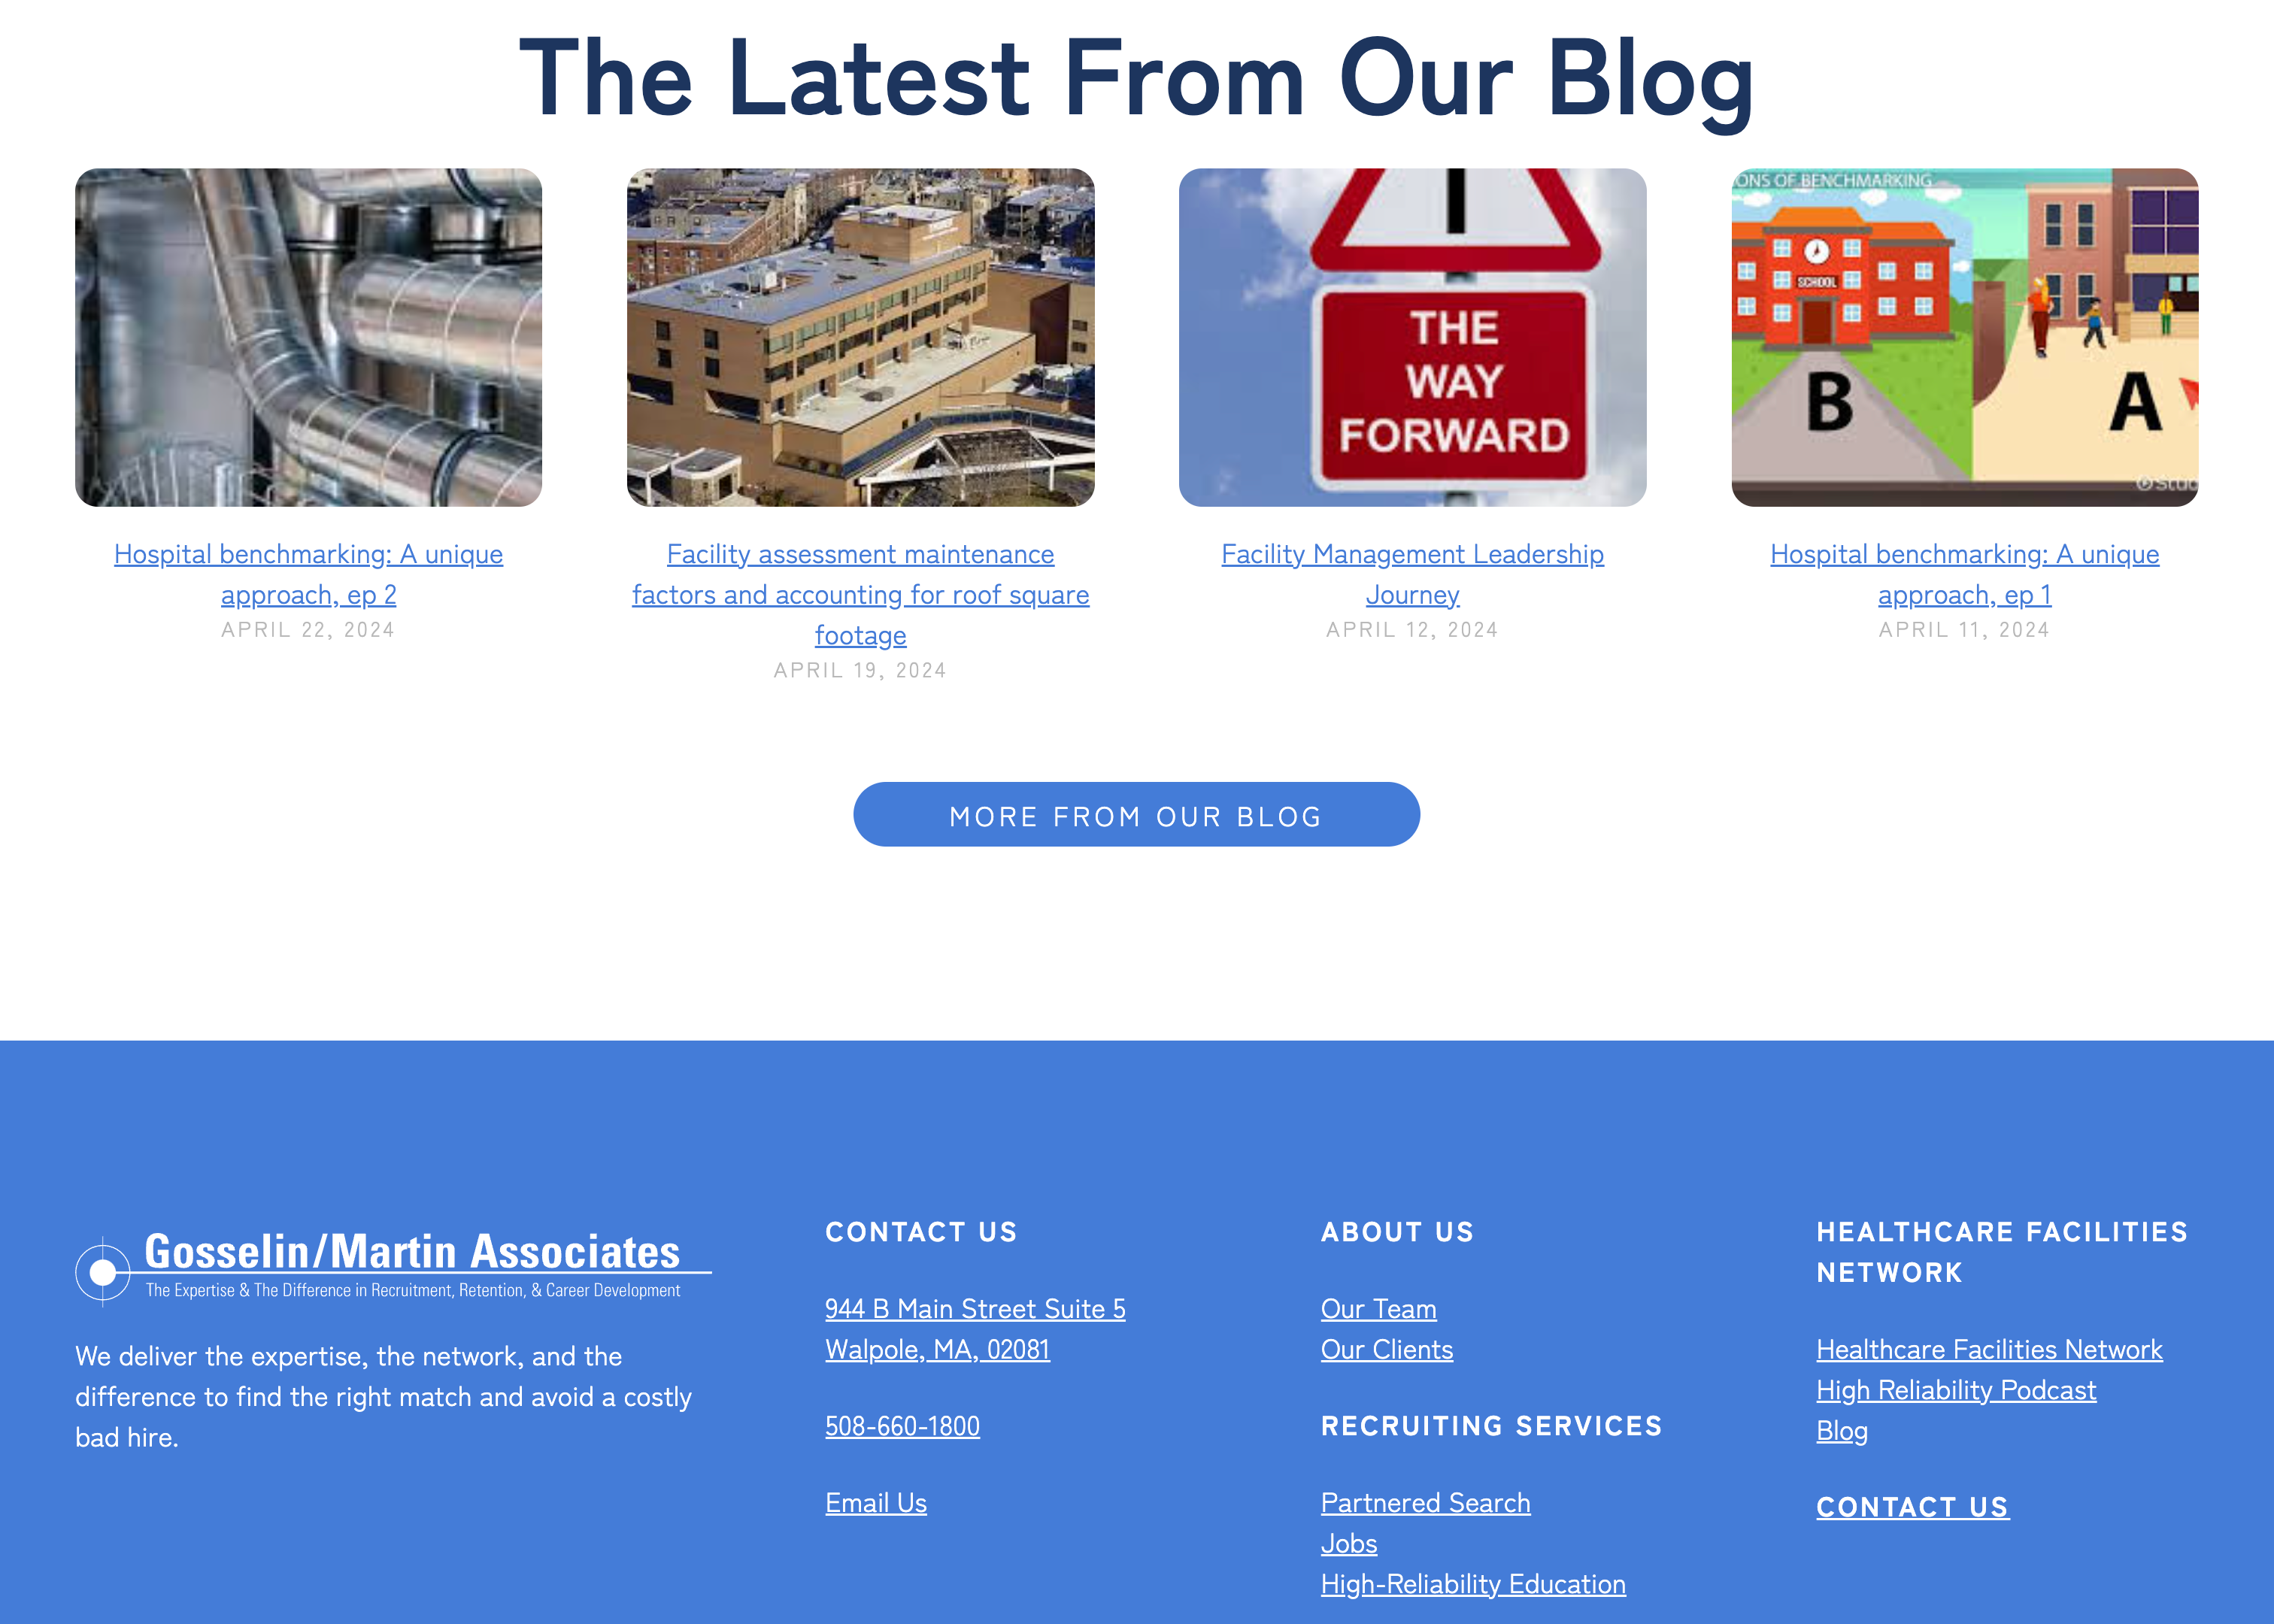 The Latest From Our Blog
THE
WAY
FORWARD
ONS OF BENCHMARKING
SCHOOL
B
A
Stud
Hospital benchmarking: A unique
approach, ep 2
APRIL 22, 2024
Facility assessment maintenance
factors and accounting for roof square
footage
APRIL 19, 2024
Facility Management Leadership
Journey
APRIL 12, 2024
Hospital benchmarking: A unique
approach, ep 1
APRIL 11, 2024
MORE FROM OUR BLOG
Gosselin/Martin Associates
The Expertise & The Difference in Recruitment, Retention, & Career Development
We deliver the expertise, the network, and the
difference to find the right match and avoid a costly
bad hire.
CONTACT US
944 B Main Street Suite 5
Walpole, MA, 02081
508-660-1800
Email Us
ABOUT US
Our Team
Our Clients
RECRUITING SERVICES
Partnered Search
Jobs
High-Reliability Education
HEALTHCARE FACILITIES
NETWORK
Healthcare Facilities Network
High Reliability Podcast
Blog
CONTACT US